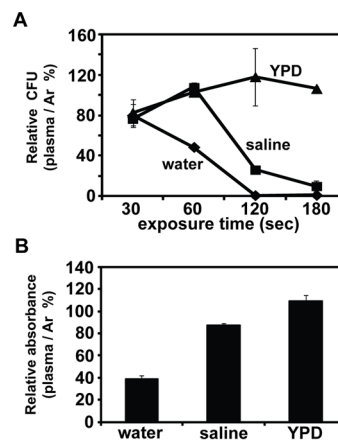 A
Relative CFU
(plasma / Ar %)
160
120
80
40
0
YPD
saline
water
30 60 120 180
exposure time (sec)
B
Relative absorbance
(plasma / Ar %)
140
120
100
80
60
40
20
0
water saline YPD